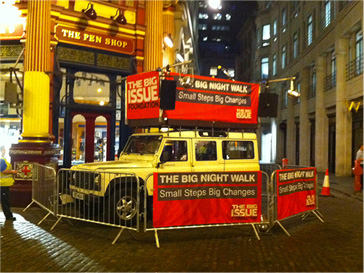 THE PEN SHOP
THE BIG
ISSUE
FOUNDATION
THE BIG NIGHT WALK
Small Steps Big Changes
THE BIG
ISSUE
THE BIG NIGHT WALK
Small Steps Big Changes
THE BIG
ISSUE
THE BIG NIGHT WALK
Small Steps Big Changes